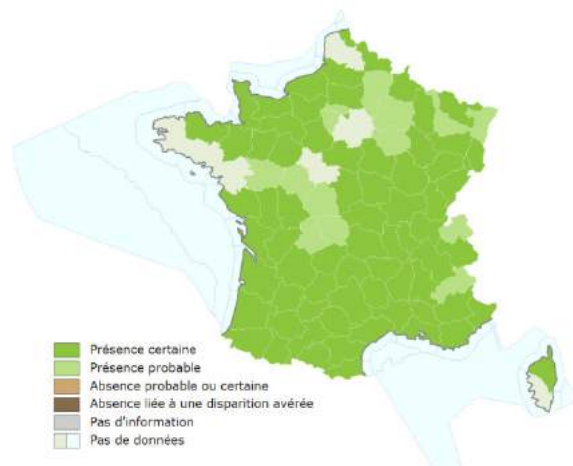 Présence certaine
Présence probable
Absence probable ou certaine
Absence liée à une disparition avérée
Pas d'information
Pas de données